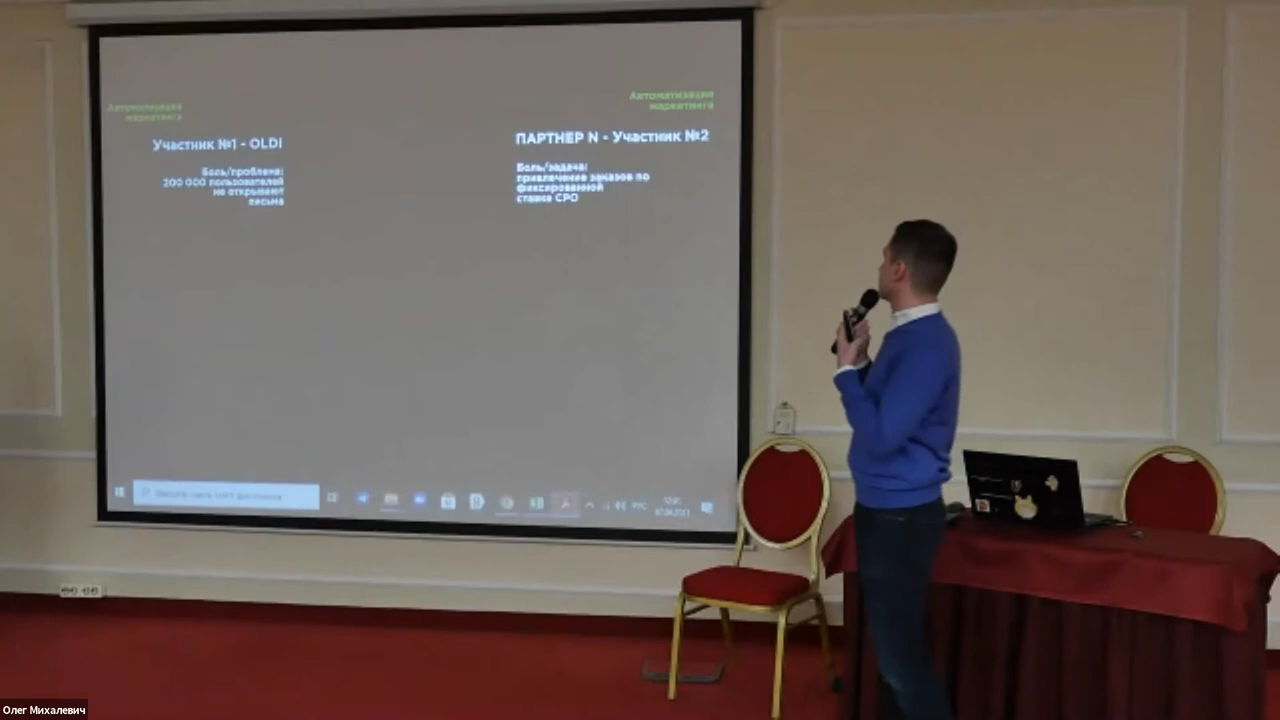 Автоматизация
маркетинга
Участник №1 - OLDI
Боль/проблема:
200 000 пользователей
не открывают
письма
Автоматизация
маркетинга
ПАРТНЕР N - Участник №2
Боль/задача:
привлечение заказов по
фиксированной
ставке CPO
РУС
Олег Михалевич